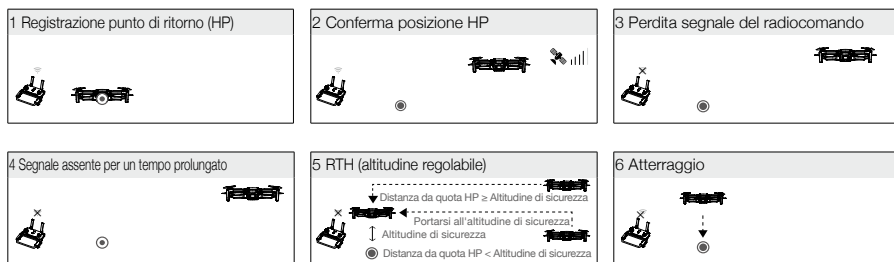 1 Registrazione punto di ritorno (HP)
2 Conferma posizione HP
3 Perdita segnale del radiocomando
4 Segnale assente per un tempo prolungato
5 RTH (altitudine regolabile)
Distanza da quota HP ≥ Altitudine di sicurezza
Portarsi all'altitudine di sicurezza
Altitudine di sicurezza
Distanza da quota HP < Altitudine di sicurezza
6 Atterraggio